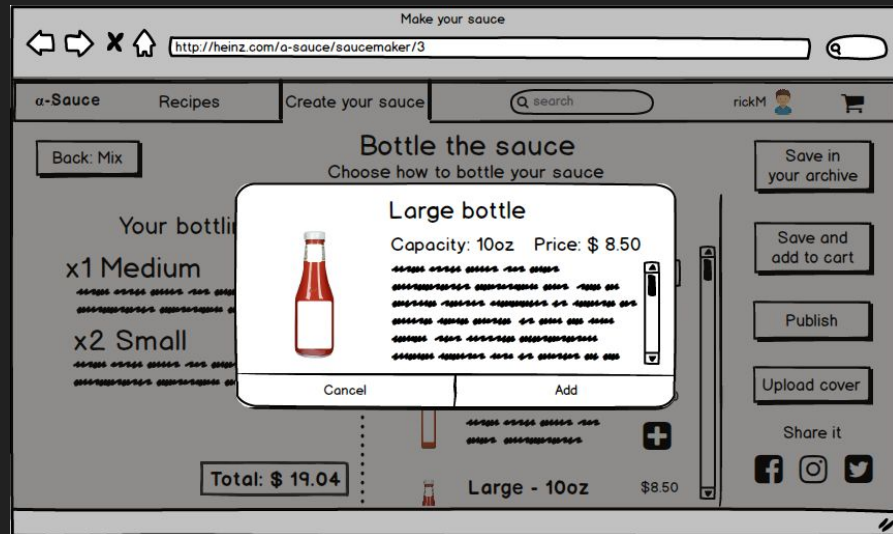 Make your sauce
http://heinz.com/a-sauce/saucemaker/3
α-Sauce
Recipes
Create your sauce
search
rickM
Back: Mix
Bottle the sauce
Choose how to bottle your sauce
Save in
your archive
Your bottli
x1 Medium
x2 Small
Total: $ 19.04
Large bottle
Capacity: 10oz Price: $ 8.50
Cancel
Add
Large - 10oz
$8.50
Save and
add to cart
Publish
Upload cover
Share it